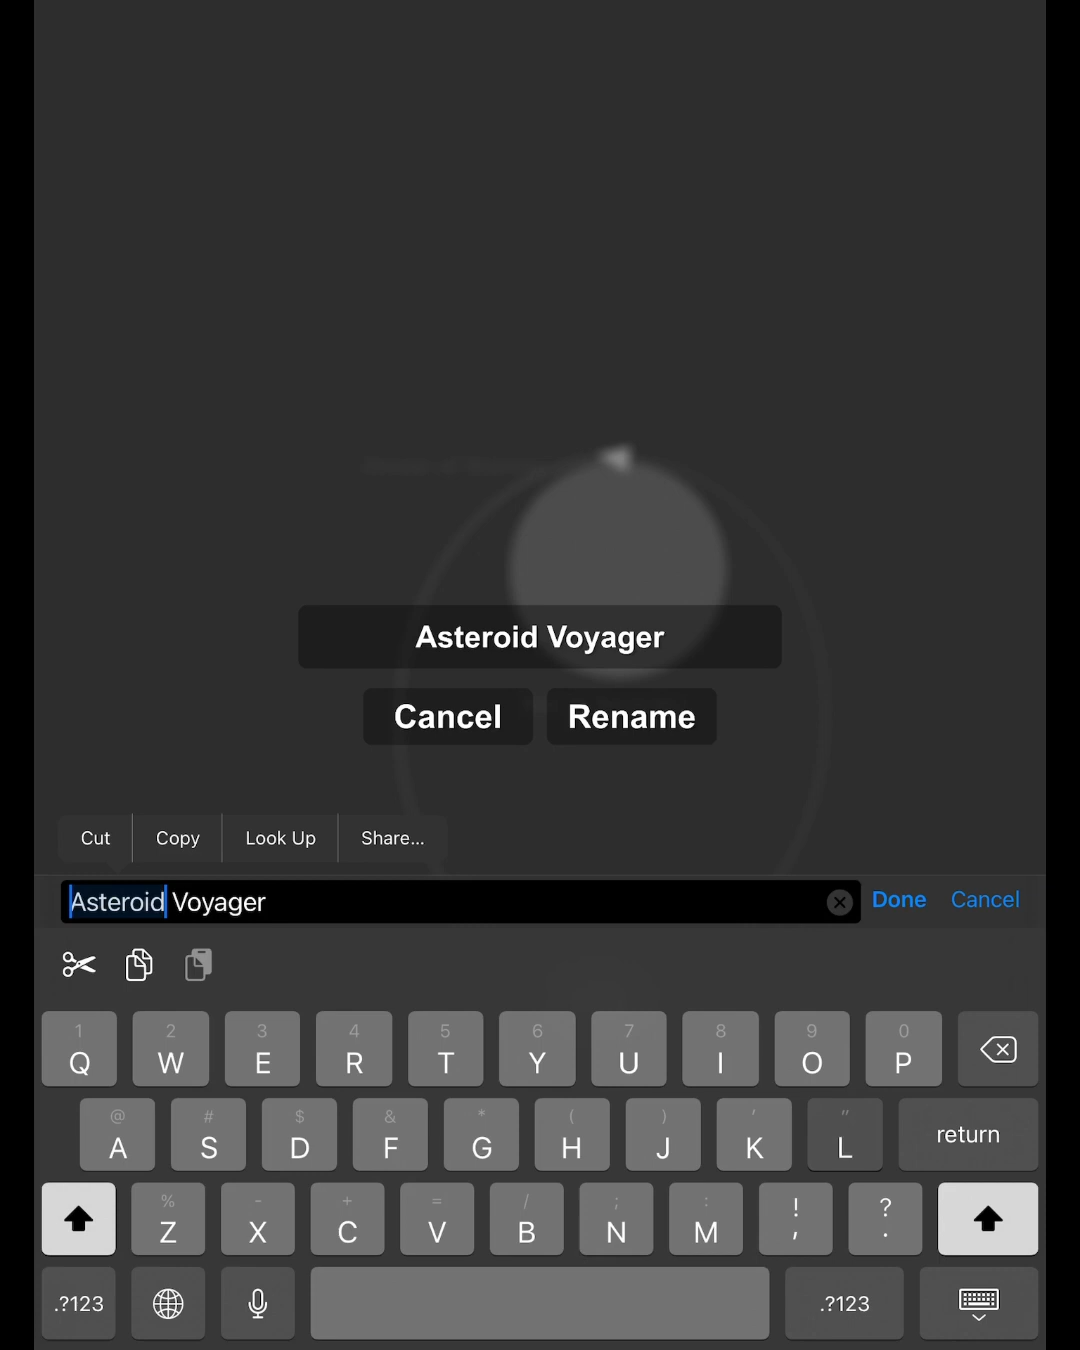 Asteroid Voyager
Cancel Rename
Cut Copy Look Up Share...
Asteroid Voyager Done Cancel
1 2 3 4 5 6 7 8 9 0
Q W E R T Y U I O P
@ # $ & * ( ) ' "
A S D F G H J K L return
% - + = / ; : ! ?
Z X C V B N M , .
.?123 .?123